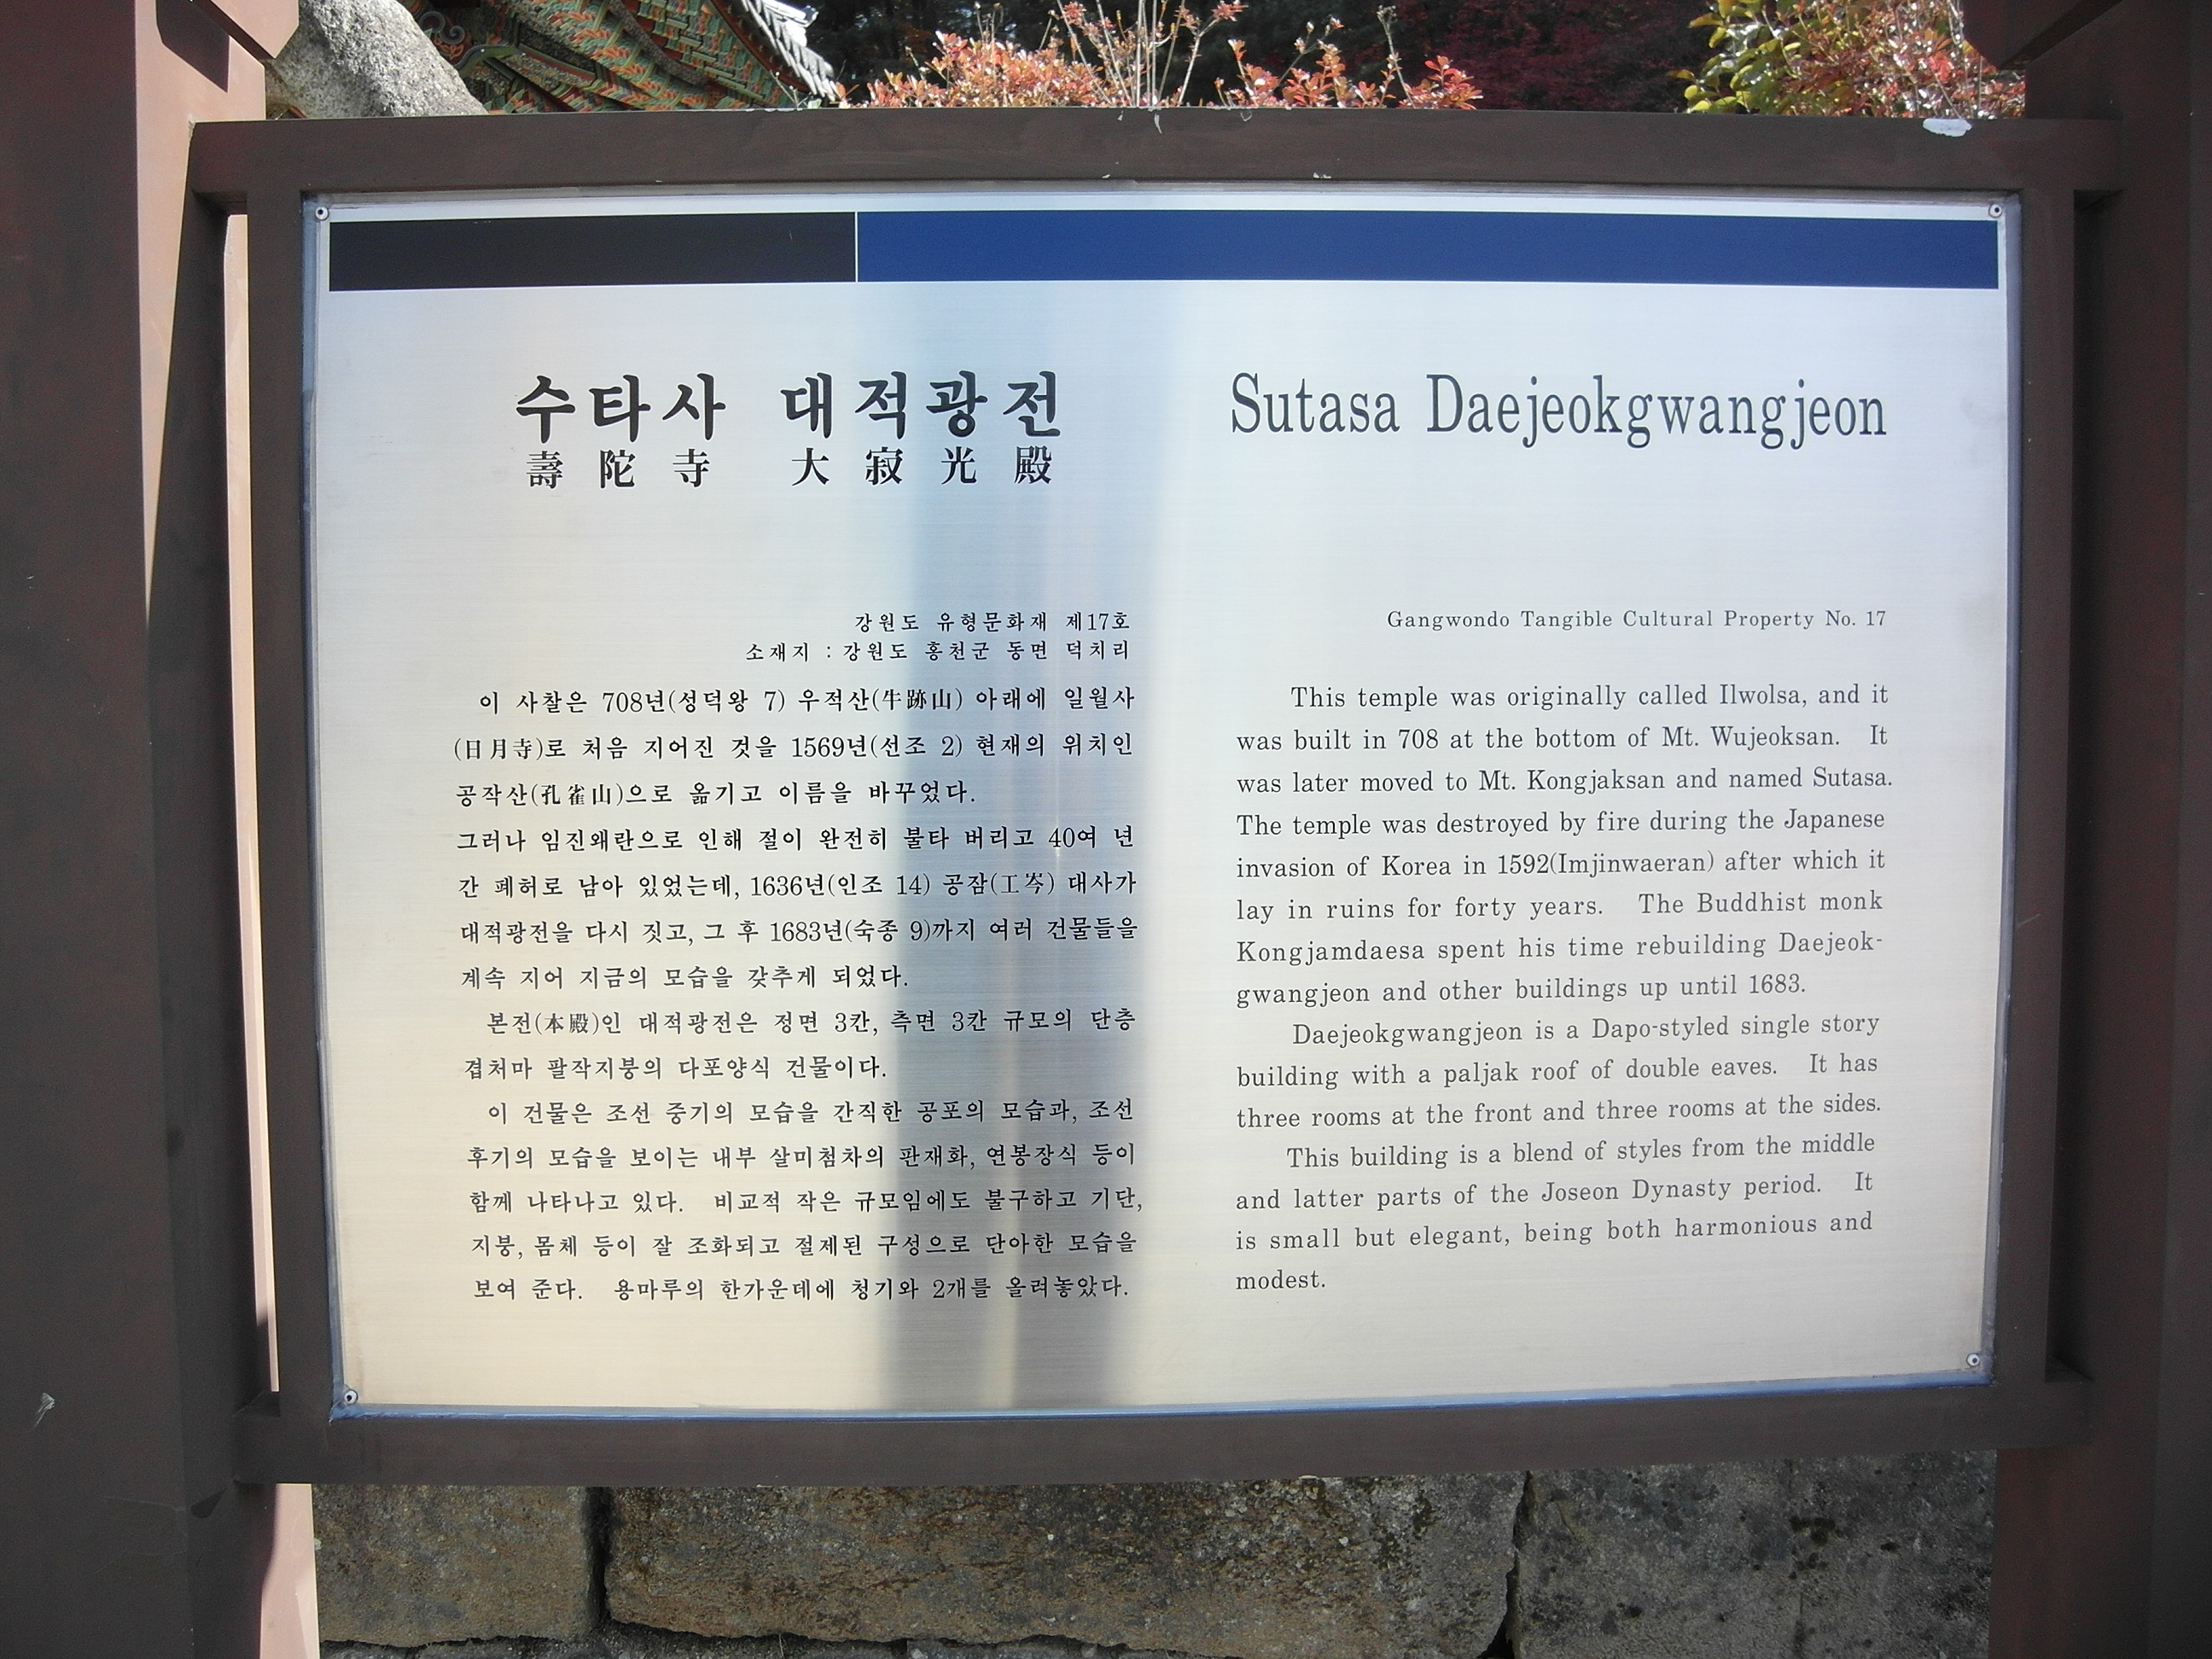 수타사 대적광전
壽陀寺 大寂光殿
강원도 유형문화재 제17호
소재지 : 강원도 홍천군 동면 덕치리
이 사찰은 708년(성덕왕 7) 우적산(牛跡山) 아래에 일월사
(日月寺)로 처음 지어진 것을 1569년(선조 2) 현재의 위치인
공작산(孔雀山)으로 옮기고 이름을 바꾸었다.
그러나 임진왜란으로 인해 절이 완전히 불타 버리고 40여 년
간 폐허로 남아 있었는데, 1636년(인조 14) 공잠(工岑) 대사가
대적광전을 다시 짓고, 그 후 1683년(숙종 9)까지 여러 건물들을
계속 지어 지금의 모습을 갖추게 되었다.
본전(本殿)인 대적광전은 정면 3칸, 측면 3칸 규모의 단층
겹처마 팔작지붕의 다포양식 건물이다.
이 건물은 조선 중기의 모습을 간직한 공포의 모습과, 조선
후기의 모습을 보이는 내부 살미첨차의 판재화, 연봉장식 등이
함께 나타나고 있다. 비교적 작은 규모임에도 불구하고 기단,
지붕, 몸체 등이 잘 조화되고 절제된 구성으로 단아한 모습을
보여 준다. 용마루의 한가운데에 청기와 2개를 올려놓았다.
Sutasa Daejeokgwangjeon
Gangwondo Tangible Cultural Property No. 17
This temple was originally called Ilwolsa, and it
was built in 708 at the bottom of Mt. Wujeoksan. It
was later moved to Mt. Kongjaksan and named Sutasa.
The temple was destroyed by fire during the Japanese
invasion of Korea in 1592(Imjinwaeran) after which it
lay in ruins for forty years. The Buddhist monk
Kongjamdaesa spent his time rebuilding Daejeok-
gwangjeon and other buildings up until 1683.
Daejeokgwangjeon is a Dapo-styled single story
building with a paljak roof of double eaves. It has
three rooms at the front and three rooms at the sides.
This building is a blend of styles from the middle
and latter parts of the Joseon Dynasty period. It
is small but elegant, being both harmonious and
modest.